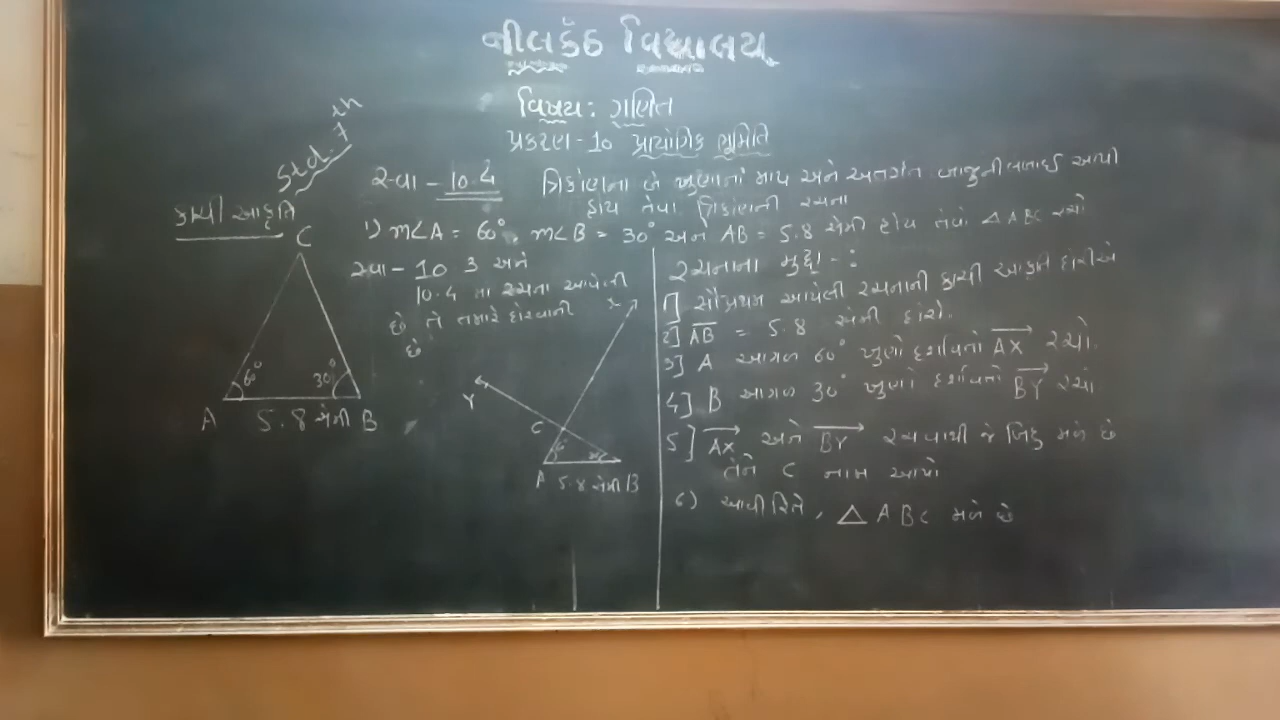 નીલકંઠ વિદ્યાલય
વિષય: ગણિત
પ્રકરણ-10 પ્રાયોગિક ભૂમિતિ
Std. 7th
સ્વા - 10.4 ત્રિકોણના બે ખુણાનાં માપ અને અંતર્ગત બાજુની લંબાઈ આપી
હોય તેવા ત્રિકોણની રચના
1) m∠A = 60°, m∠B = 30° અને AB = 5.8 સેમી હોય તેવો △ABC રચો
કાચી આકૃતિ
C
60°
30°
A 5.8 સેમી B
સ્વા - 10.3 અને
10.4 ના રચના આપેલી
છે તે તમારે દોરવાની
છે
X
Y
C
A 5.8 સેમી B
રચનાના મુદ્દા -:
1] સૌપ્રથમ આપેલી રચનાની કાચી આકૃતિ દોરીએ
2] AB = 5.8 સેમી દોરો.
3] A આગળ 60° ખુણો દર્શાવતો AX રચો.
4] B આગળ 30° ખુણો દર્શાવતો BY રચો
5] AX અને BY રચવાથી જે બિંદુ મળે છે
તેને C નામ આપો
6) આવી રિતે, △ABC મળે છે